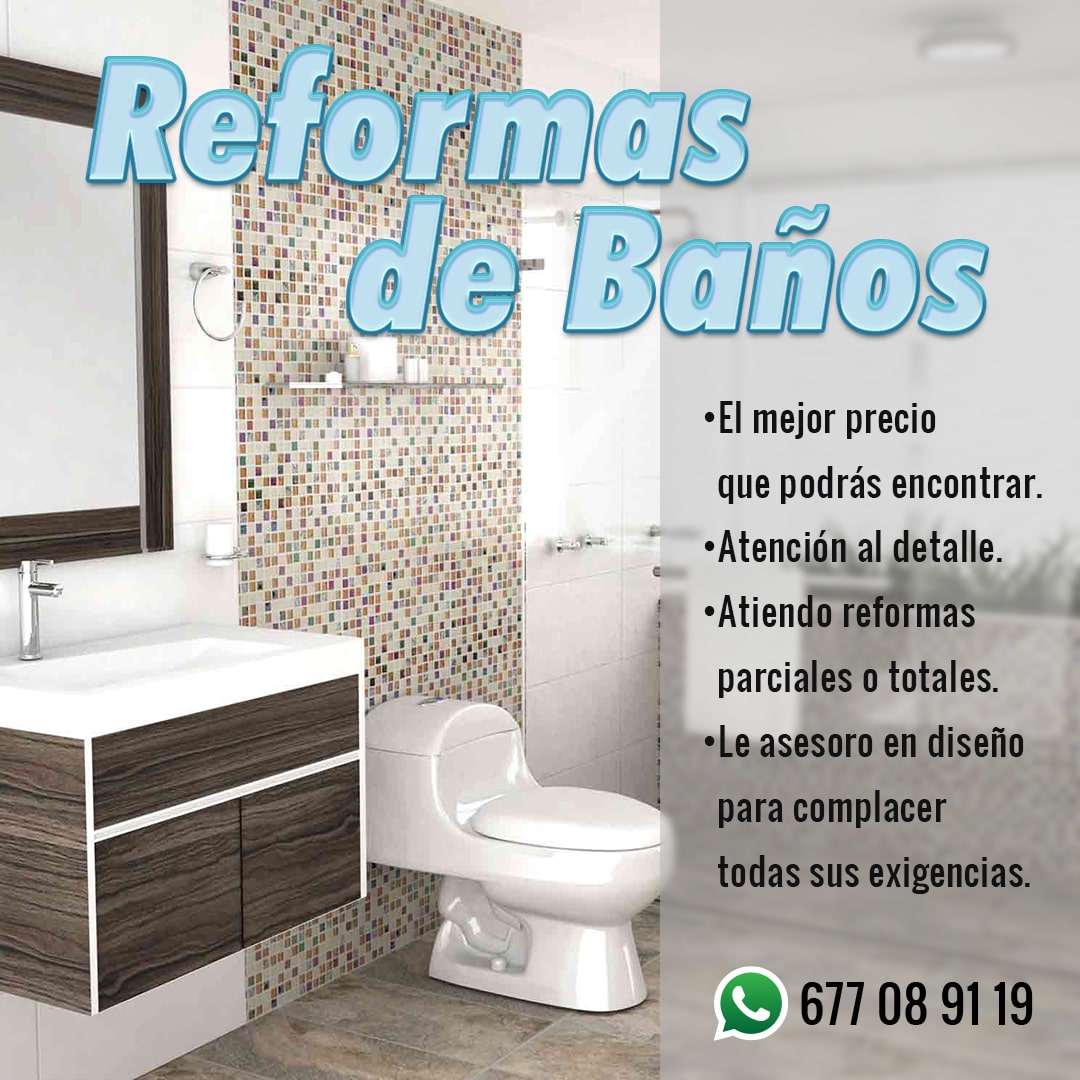 Reformas
de Baños
•El mejor precio
que podrás encontrar.
•Atención al detalle.
•Atiendo reformas
parciales o totales.
•Le asesoro en diseño
para complacer
todas sus exigencias.
677 08 91 19